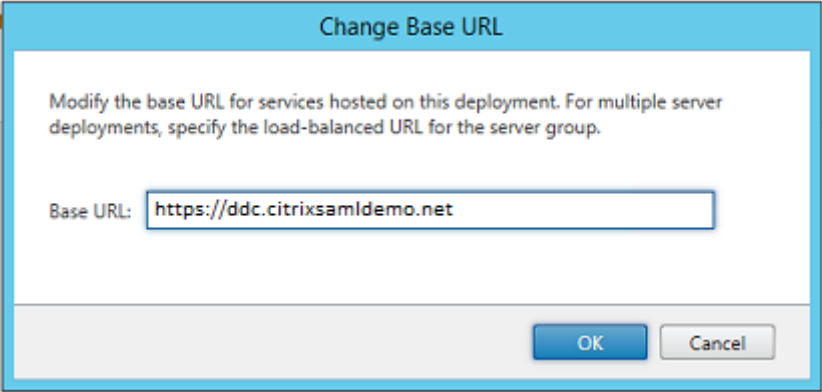 Change Base URL
Modify the base URL for services hosted on this deployment. For multiple server
deployments, specify the load-balanced URL for the server group.
Base URL: https://ddc.citrixsamldemo.net
OK Cancel